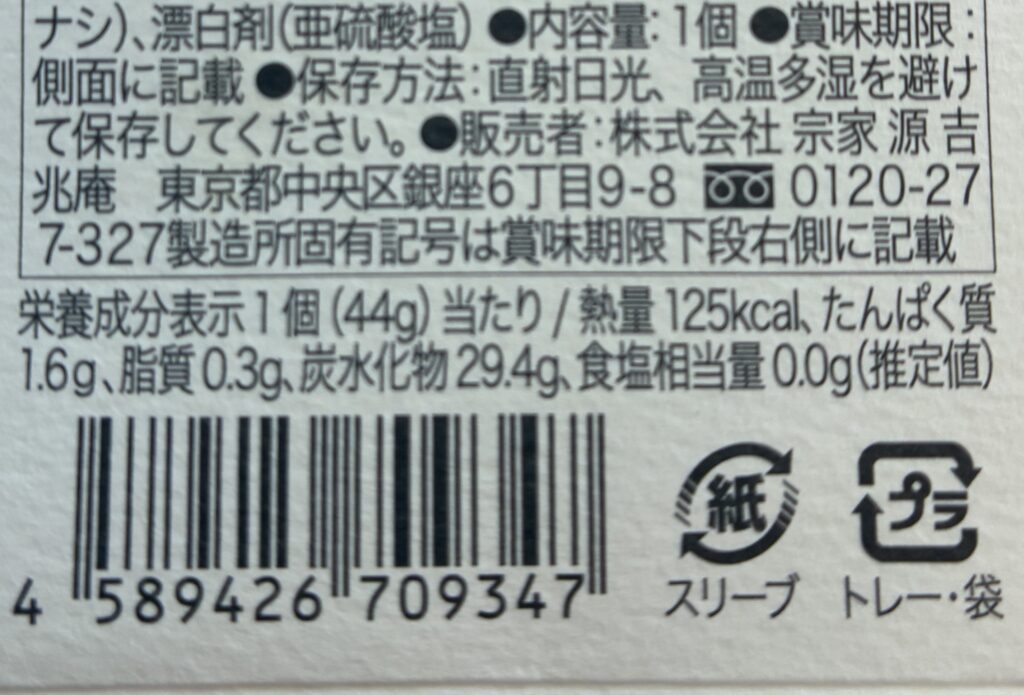 ナシ)、漂白剤(亜硫酸塩) ●内容量:1個 ●賞味期限:
側面に記載 ●保存方法:直射日光、高温多湿を避け
て保存してください。●販売者:株式会社 宗家 源 吉
兆庵 東京都中央区銀座6丁目9-8 0120-27
7-327製造所固有記号は賞味期限下段右側に記載
栄養成分表示1個(44g)当たり/熱量125kcal、たんぱく質
1.6g、脂質0.3g、炭水化物29.4g、食塩相当量0.0g(推定値)
紙
プラ
スリーブ
トレー・袋
4 589426 709347